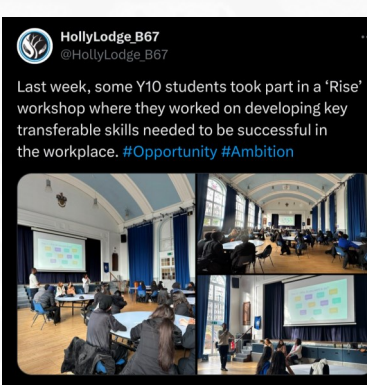 HollyLodge_B67
@HollyLodge_B67
Last week, some Y10 students took part in a ‘Rise’
workshop where they worked on developing key
transferable skills needed to be successful in
the workplace. #Opportunity #Ambition